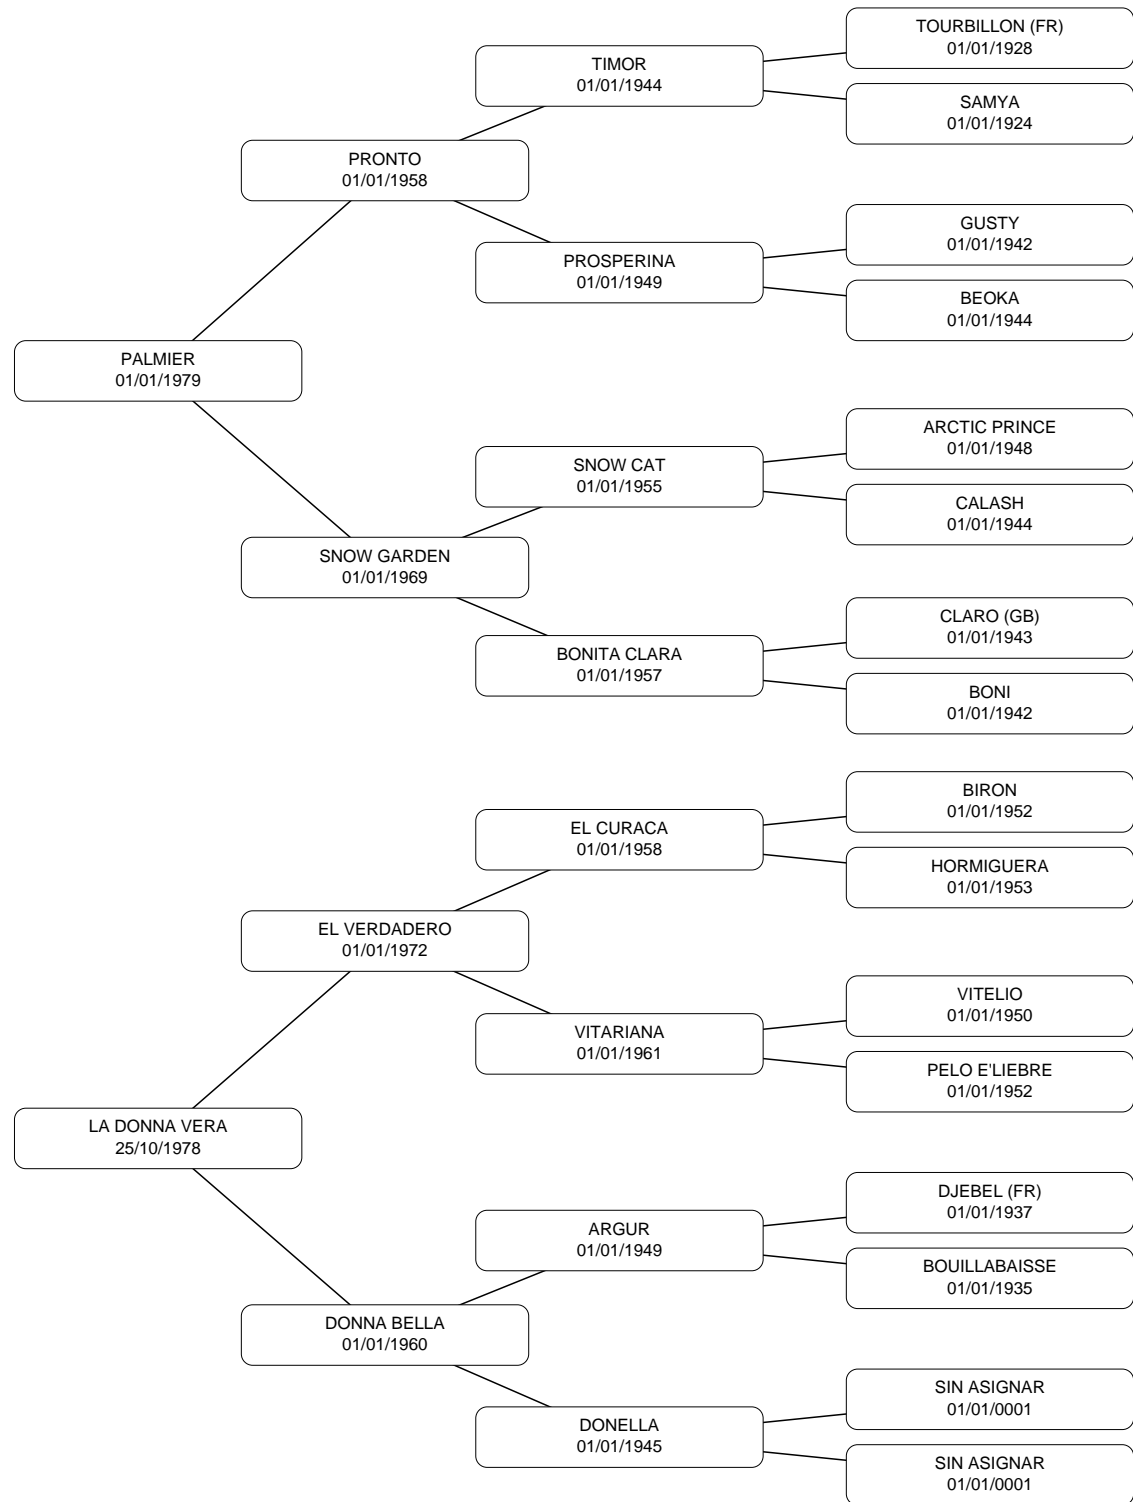 TOURBILLON (FR)
01/01/1928
TIMOR
01/01/1944
SAMYA
01/01/1924
PRONTO
01/01/1958
GUSTY
01/01/1942
PROSPERINA
01/01/1949
BEOKA
01/01/1944
PALMIER
01/01/1979
ARCTIC PRINCE
01/01/1948
SNOW CAT
01/01/1955
CALASH
01/01/1944
SNOW GARDEN
01/01/1969
CLARO (GB)
01/01/1943
BONITA CLARA
01/01/1957
BONI
01/01/1942
BIRON
01/01/1952
EL CURACA
01/01/1958
HORMIGUERA
01/01/1953
EL VERDADERO
01/01/1972
VITELIO
01/01/1950
VITARIANA
01/01/1961
PELO E'LIEBRE
01/01/1952
LA DONNA VERA
25/10/1978
DJEBEL (FR)
01/01/1937
ARGUR
01/01/1949
BOUILLABAISSE
01/01/1935
DONNA BELLA
01/01/1960
SIN ASIGNAR
01/01/0001
DONELLA
01/01/1945
SIN ASIGNAR
01/01/0001